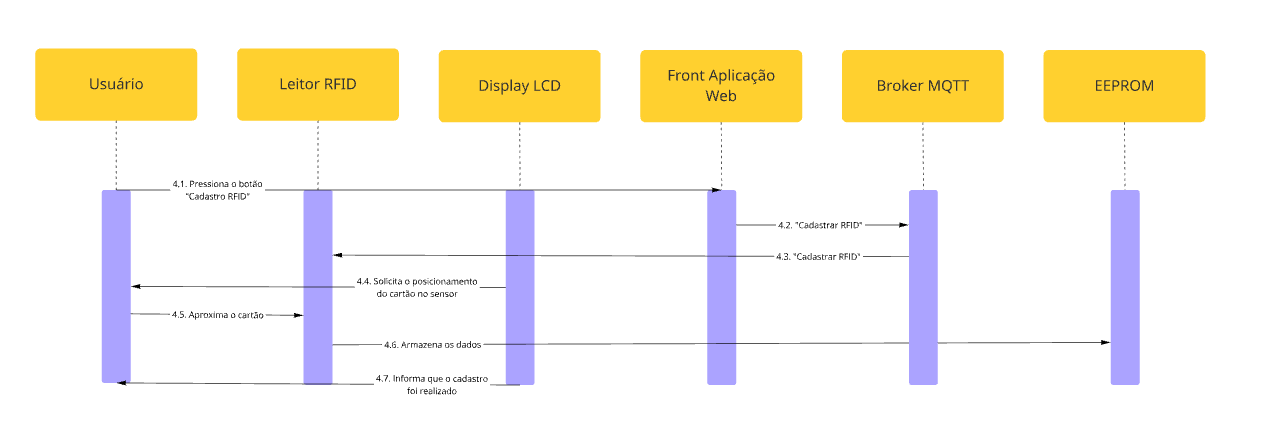 Usuário
Leitor RFID
Display LCD
Front Aplicação
Web
Broker MQTT
EEPROM
4.1. Pressiona o botão
"Cadastro RFID"
4.2. "Cadastrar RFID"
4.3. "Cadastrar RFID"
4.4. Solicita o posicionamento
do cartão no sensor
4.5. Aproxima o cartão
4.6. Armazena os dados
4.7. Informa que o cadastro
foi realizado